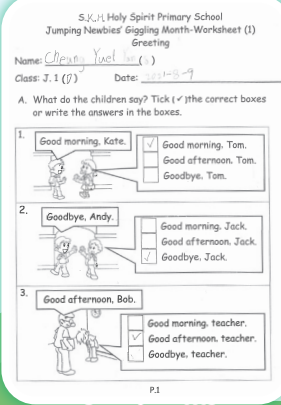 S.K.H. Holy Spirit Primary School
Jumping Newbies' Giggling Month-Worksheet (1)
Greeting
Name: Cheung Yuet ( )
Class: J. 1 ( ) Date: -8-9
A. What do the children say? Tick (✓)the correct boxes
or write the answers in the boxes.
1.
Good morning, Kate.
✓ Good morning, Tom.
Good afternoon, Tom.
Goodbye, Tom.
2.
Goodbye, Andy.
Good morning, Jack.
Good afternoon, Jack.
✓ Goodbye, Jack.
3.
Good afternoon, Bob.
Good morning, teacher.
✓ Good afternoon, teacher.
Goodbye, teacher.
P.1